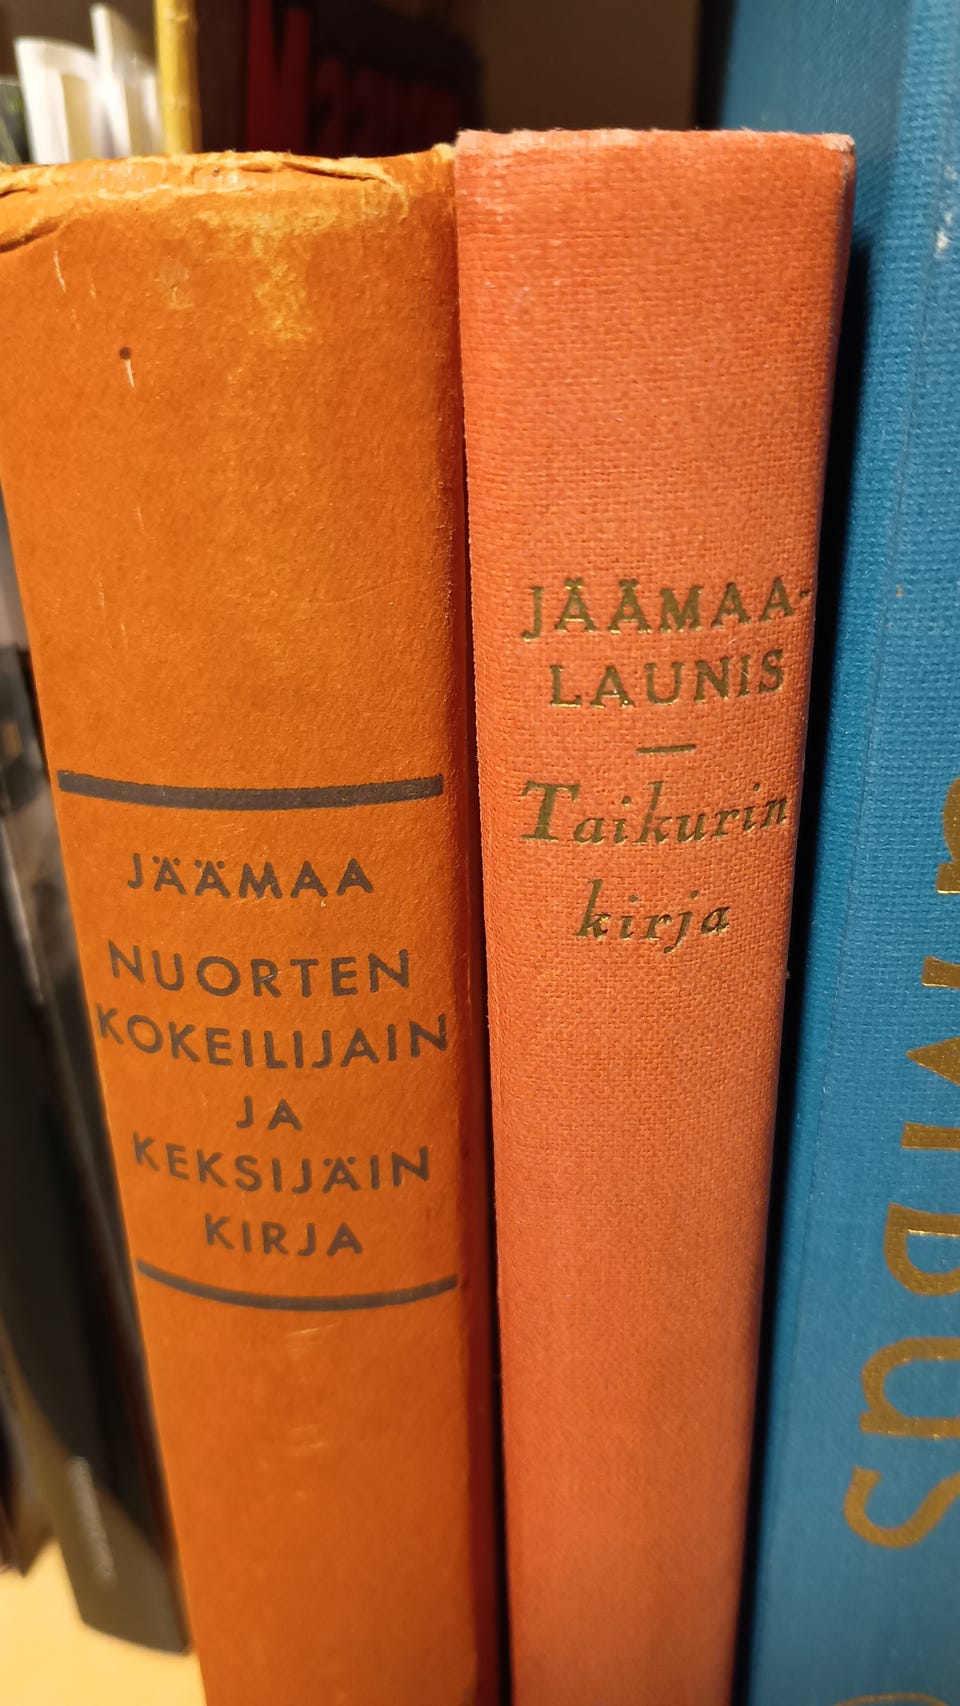 JÄÄMAA
NUORTEN
KOKEILIJAIN
JA
KEKSIJÄIN
KIRJA
JÄÄMAA-
LAUNIS
Taikurin
kirja